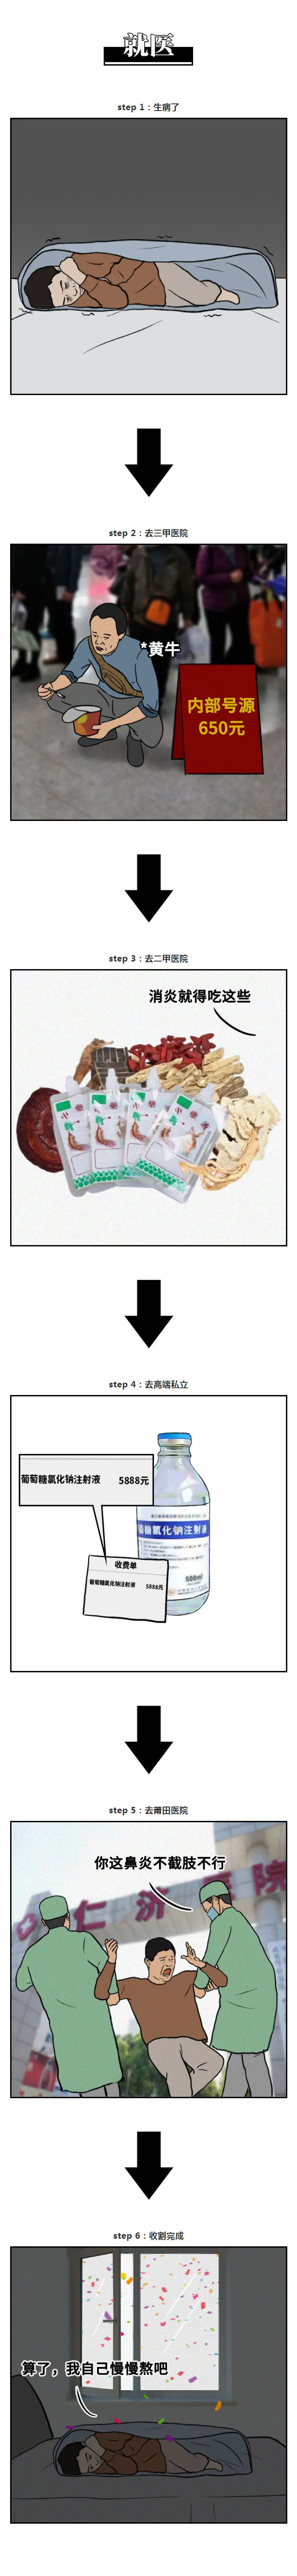 就医
step 1：生病了
step 2：去三甲医院
*黄牛
内部号源
650元
step 3：去二甲医院
消炎就得吃这些
step 4：去高端私立
葡萄糖氯化钠注射液 5888元
收费单
葡萄糖氯化钠注射液 5888元
萄糖氯化钠注射液
500ml
step 5：去莆田医院
你这鼻炎不截肢不行
仁济医院
step 6：收割完成
算了，我自己慢慢熬吧